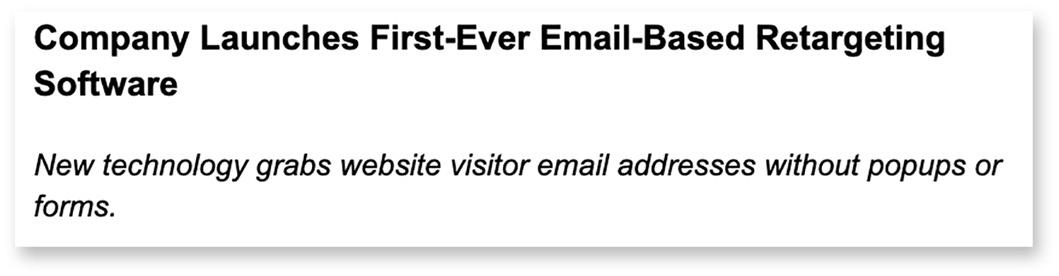 Company Launches First-Ever Email-Based Retargeting
Software
New technology grabs website visitor email addresses without popups or
forms.